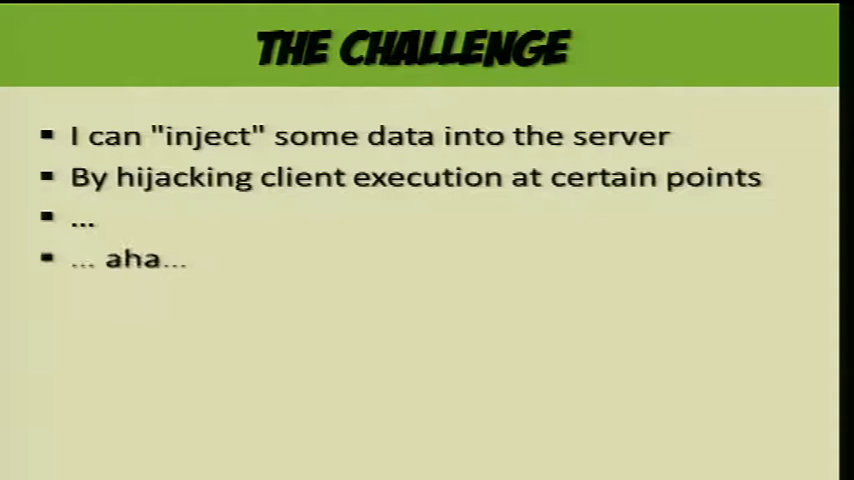 THE CHALLENGE
▪ I can "inject" some data into the server
▪ By hijacking client execution at certain points
▪ ...
▪ ... aha...